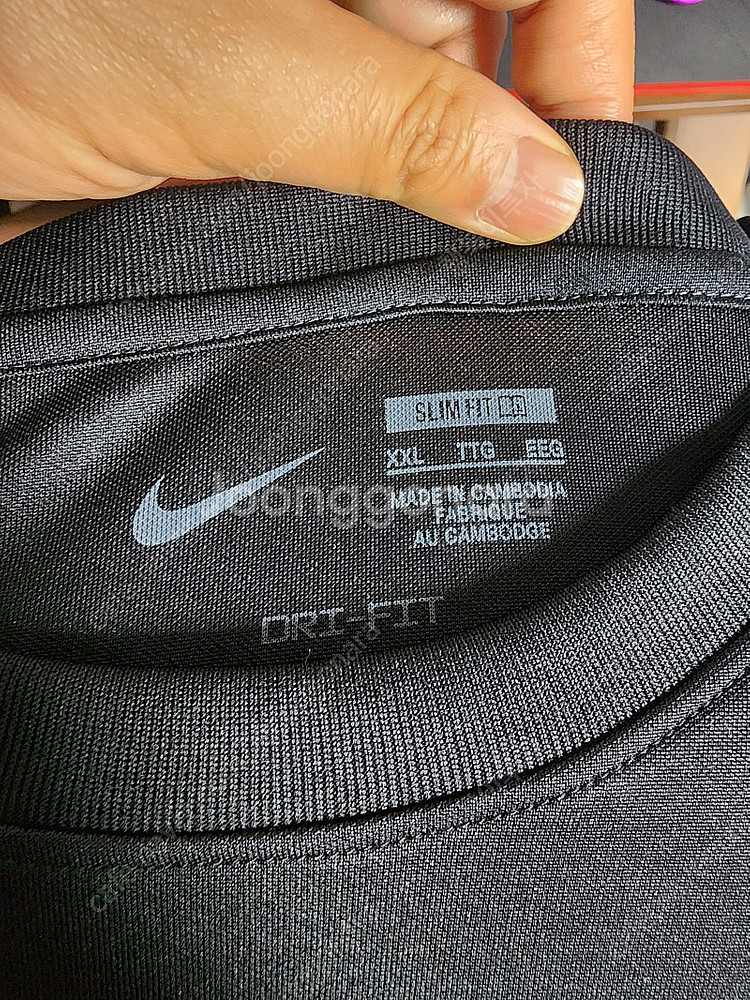 SLIM FIT
XXL TTG EEG
MADE IN CAMBODIA
FABRIQUE
AU CAMBODGE
DRI-FIT